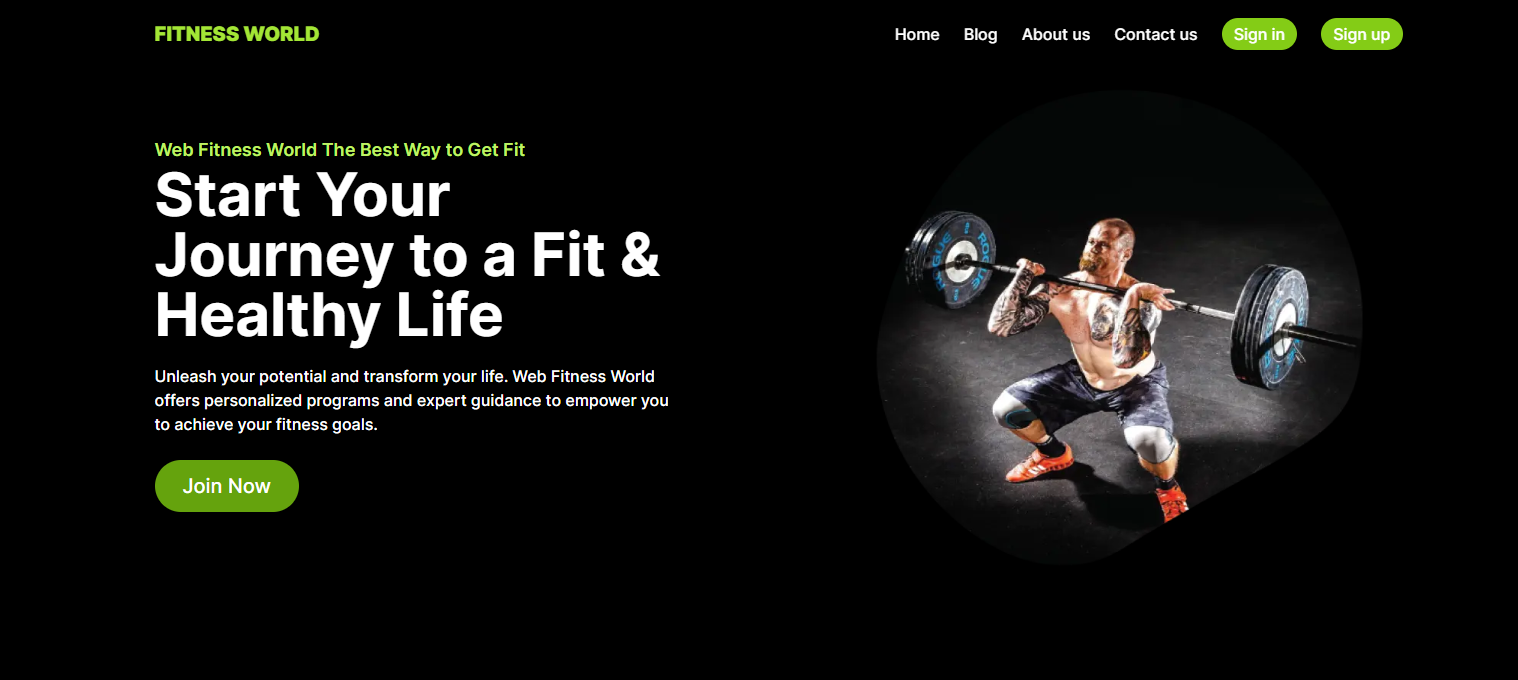 FITNESS WORLD
Home Blog About us Contact us Sign in Sign up
Web Fitness World The Best Way to Get Fit
Start Your
Journey to a Fit &
Healthy Life
Unleash your potential and transform your life. Web Fitness World
offers personalized programs and expert guidance to empower you
to achieve your fitness goals.
Join Now
ROGUE
ROGUE